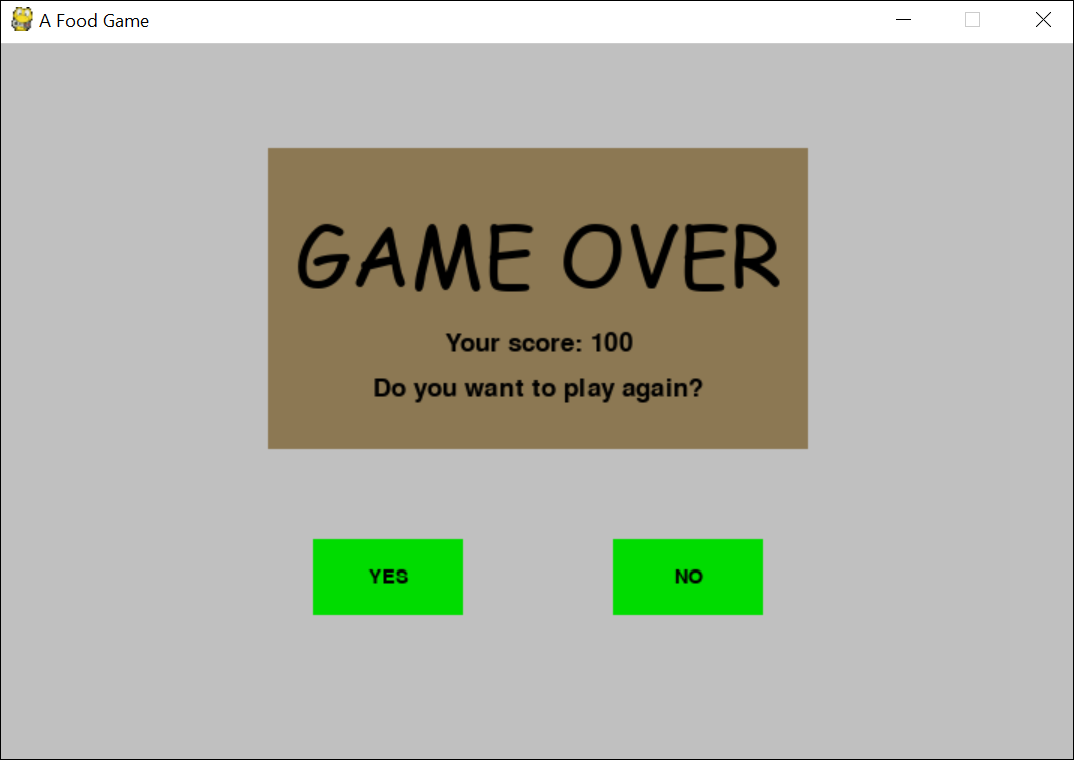 A Food Game
GAME OVER
Your score: 100
Do you want to play again?
YES
NO